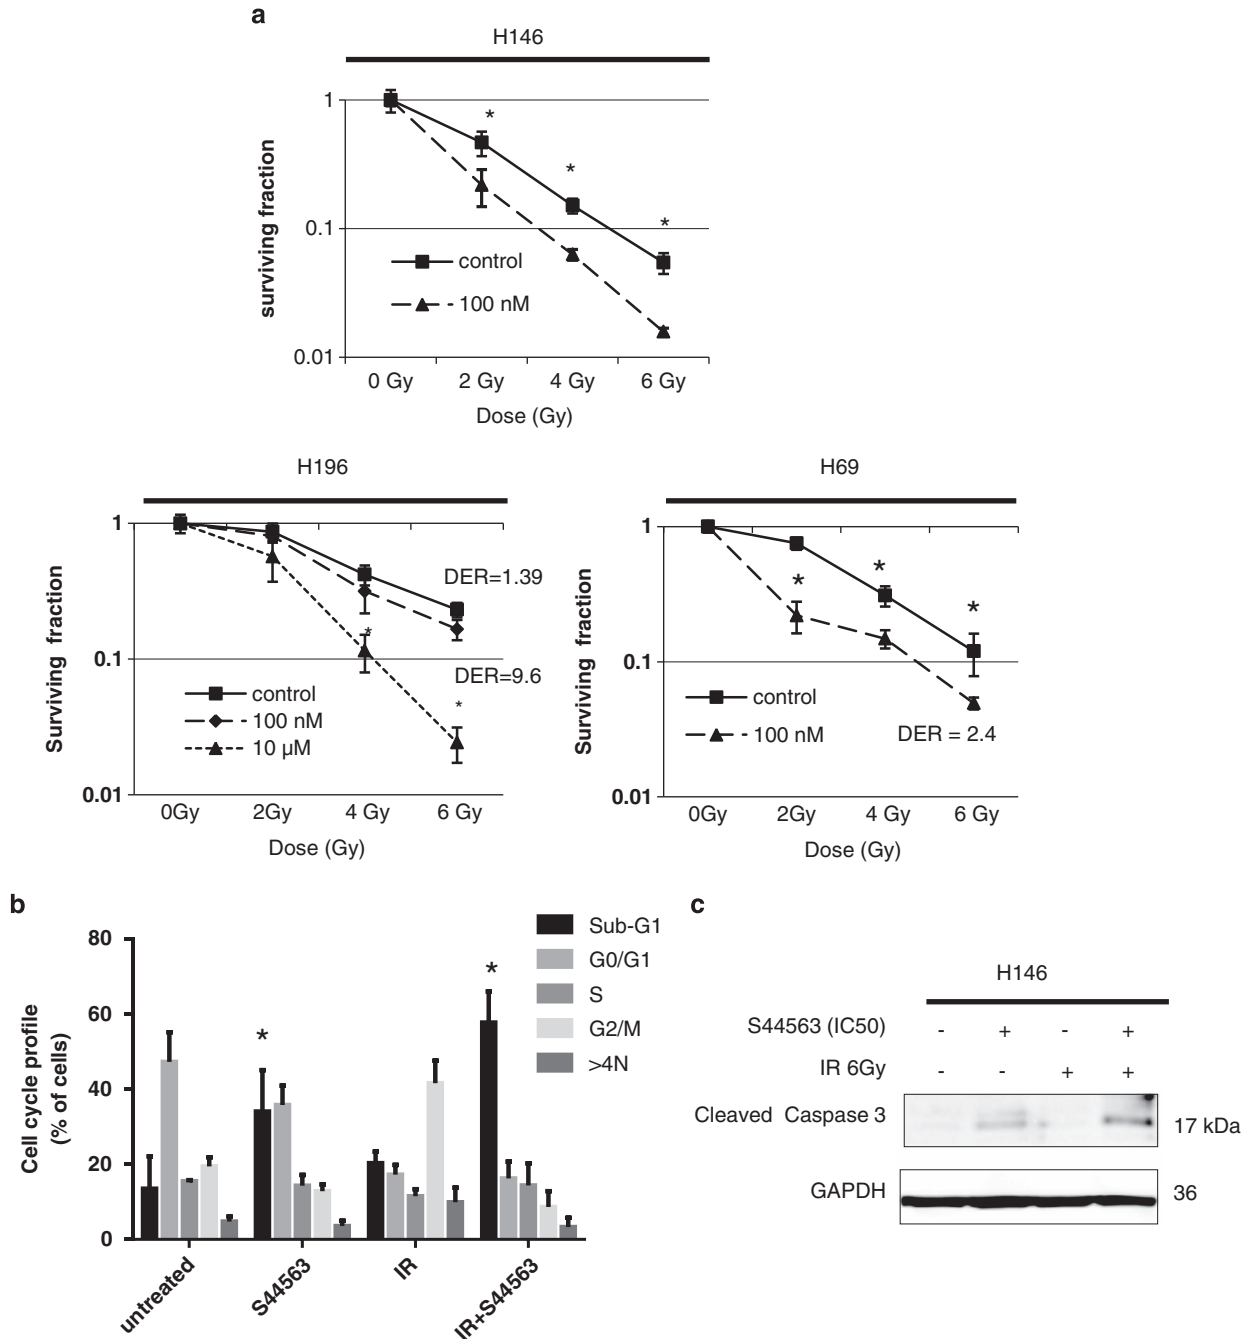 a
H146
1
0.1
0.01
surviving fraction
*
*
*
control
100 nM
0 Gy 2 Gy 4 Gy 6 Gy
Dose (Gy)
H196
1
0.1
0.01
Surviving fraction
DER=1.39
*
DER=9.6
*
control
100 nM
10 µM
0Gy 2Gy 4 Gy 6 Gy
Dose (Gy)
H69
1
0.1
0.01
Surviving fraction
*
*
*
control
100 nM
DER = 2.4
0Gy 2Gy 4 Gy 6 Gy
Dose (Gy)
b
80
60
40
20
0
Cell cycle profile
(% of cells)
*
*
Sub-G1
G0/G1
S
G2/M
>4N
untreated S44563 IR IR+S44563
c
H146
S44563 (IC50) - + - +
IR 6Gy - - + +
Cleaved Caspase 3 17 kDa
GAPDH 36